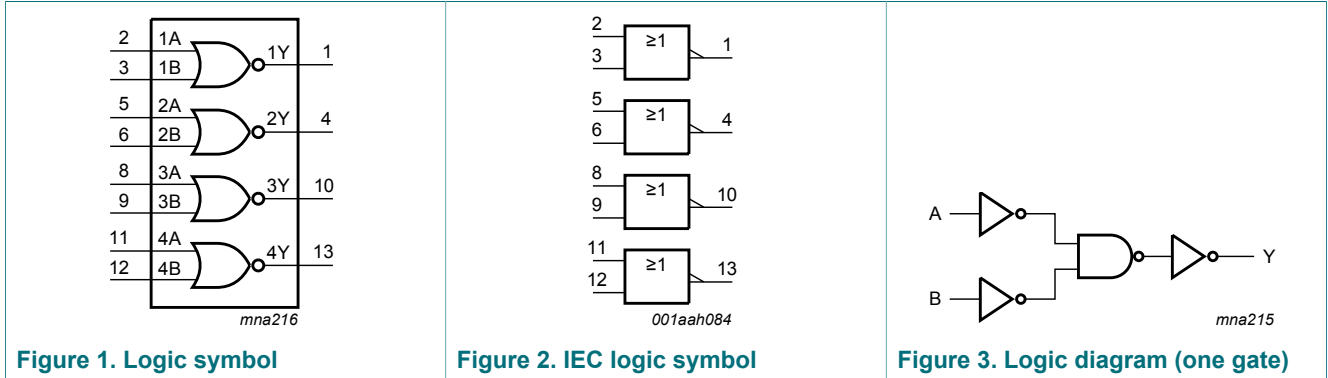 2 1A 1Y 1
3 1B
5 2A 2Y 4
6 2B
8 3A 3Y 10
9 3B
11 4A 4Y 13
12 4B
mna216
Figure 1. Logic symbol
2 ≥1 1
3
5 ≥1 4
6
8 ≥1 10
9
11 ≥1 13
12
001aah084
Figure 2. IEC logic symbol
A
Y
B
mna215
Figure 3. Logic diagram (one gate)